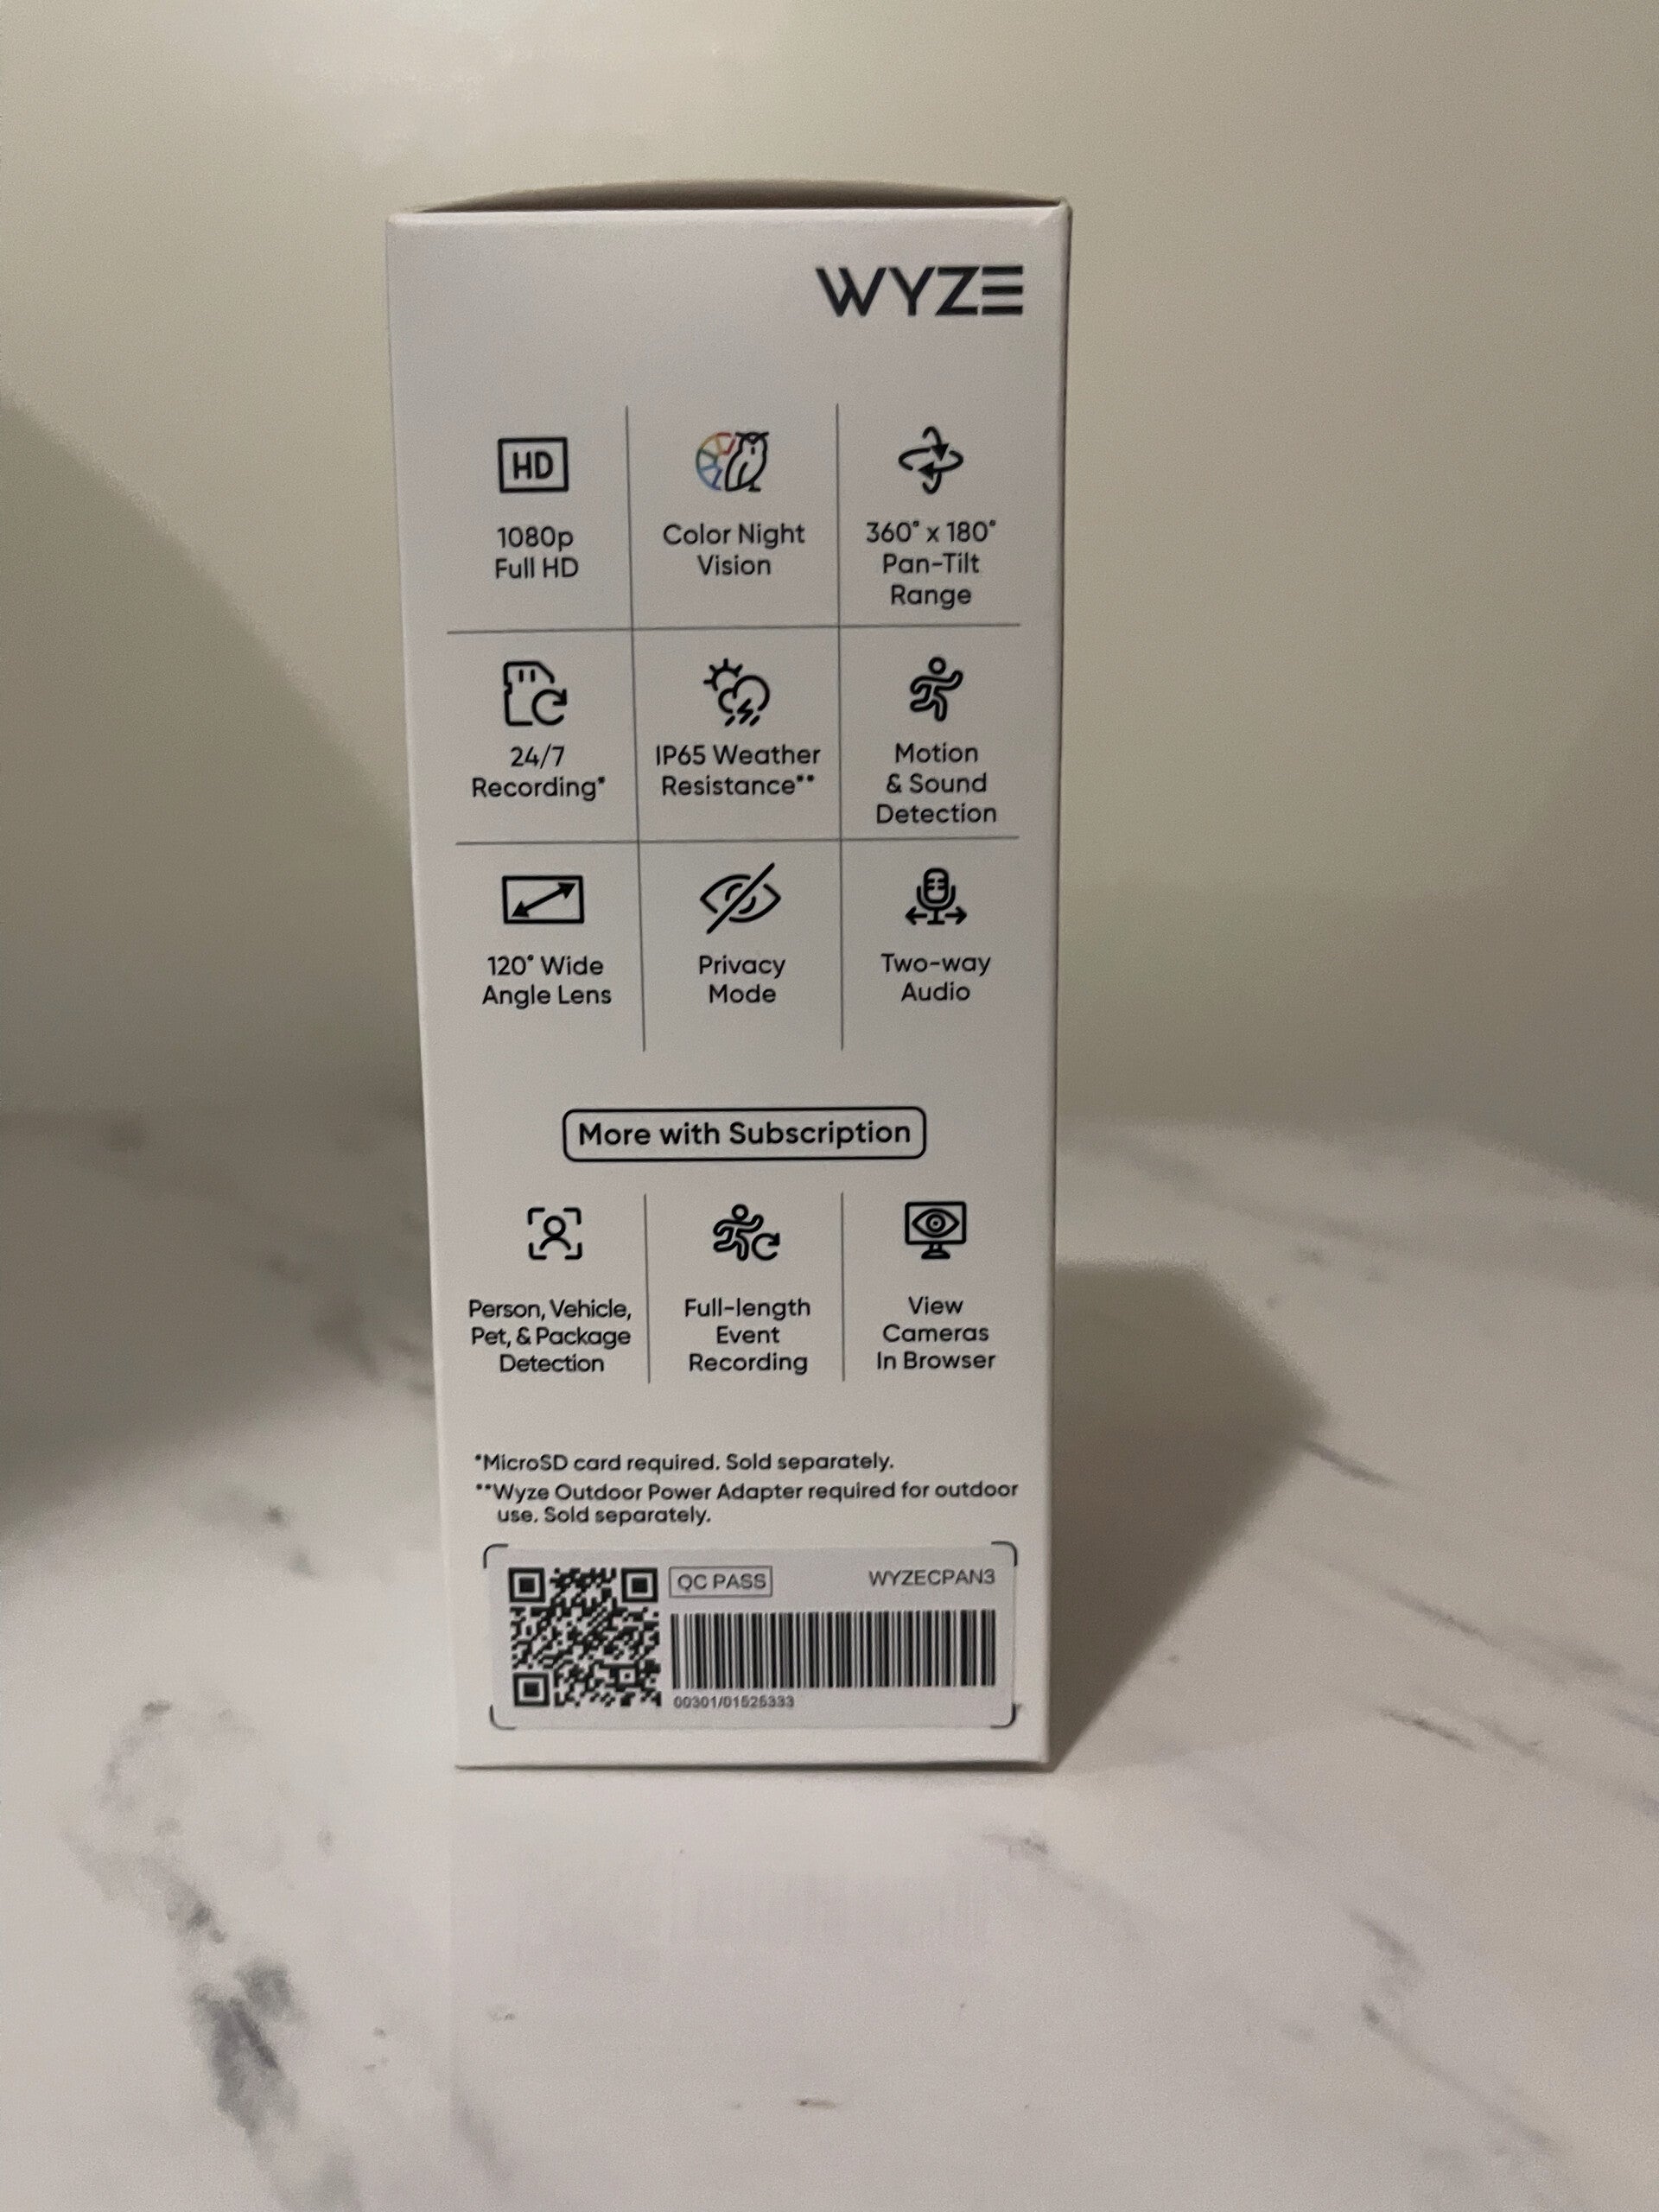 WYZE
HD
1080p
Full HD
Color Night
Vision
360° x 180°
Pan-Tilt
Range
24/7
Recording*
IP65 Weather
Resistance**
Motion
& Sound
Detection
120° Wide
Angle Lens
Privacy
Mode
Two-way
Audio
More with Subscription
Person, Vehicle,
Pet, & Package
Detection
Full-length
Event
Recording
View
Cameras
In Browser
*MicroSD card required. Sold separately.
**Wyze Outdoor Power Adapter required for outdoor
use. Sold separately.
QC PASS
WYZECPAN3
00301/01525333